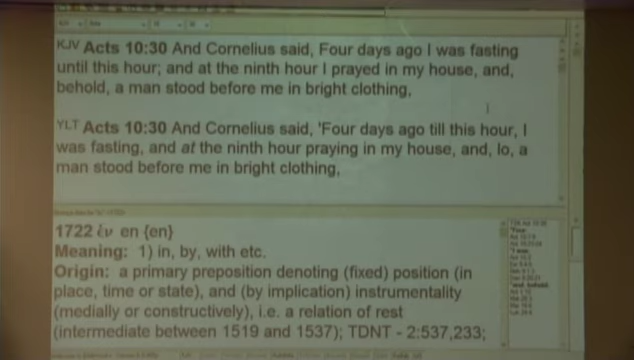 KJV Acts 10:30 And Cornelius said, Four days ago I was fasting
until this hour; and at the ninth hour I prayed in my house, and,
behold, a man stood before me in bright clothing,
YLT Acts 10:30 And Cornelius said, 'Four days ago till this hour, I
was fasting, and at the ninth hour praying in my house, and, lo, a
man stood before me in bright clothing,
1722 ἐν en {en}
Meaning: 1) in, by, with etc.
Origin: a primary preposition denoting (fixed) position (in
place, time or state), and (by implication) instrumentality
(medially or constructively), i.e. a relation of rest
(intermediate between 1519 and 1537); TDNT - 2:537,233;